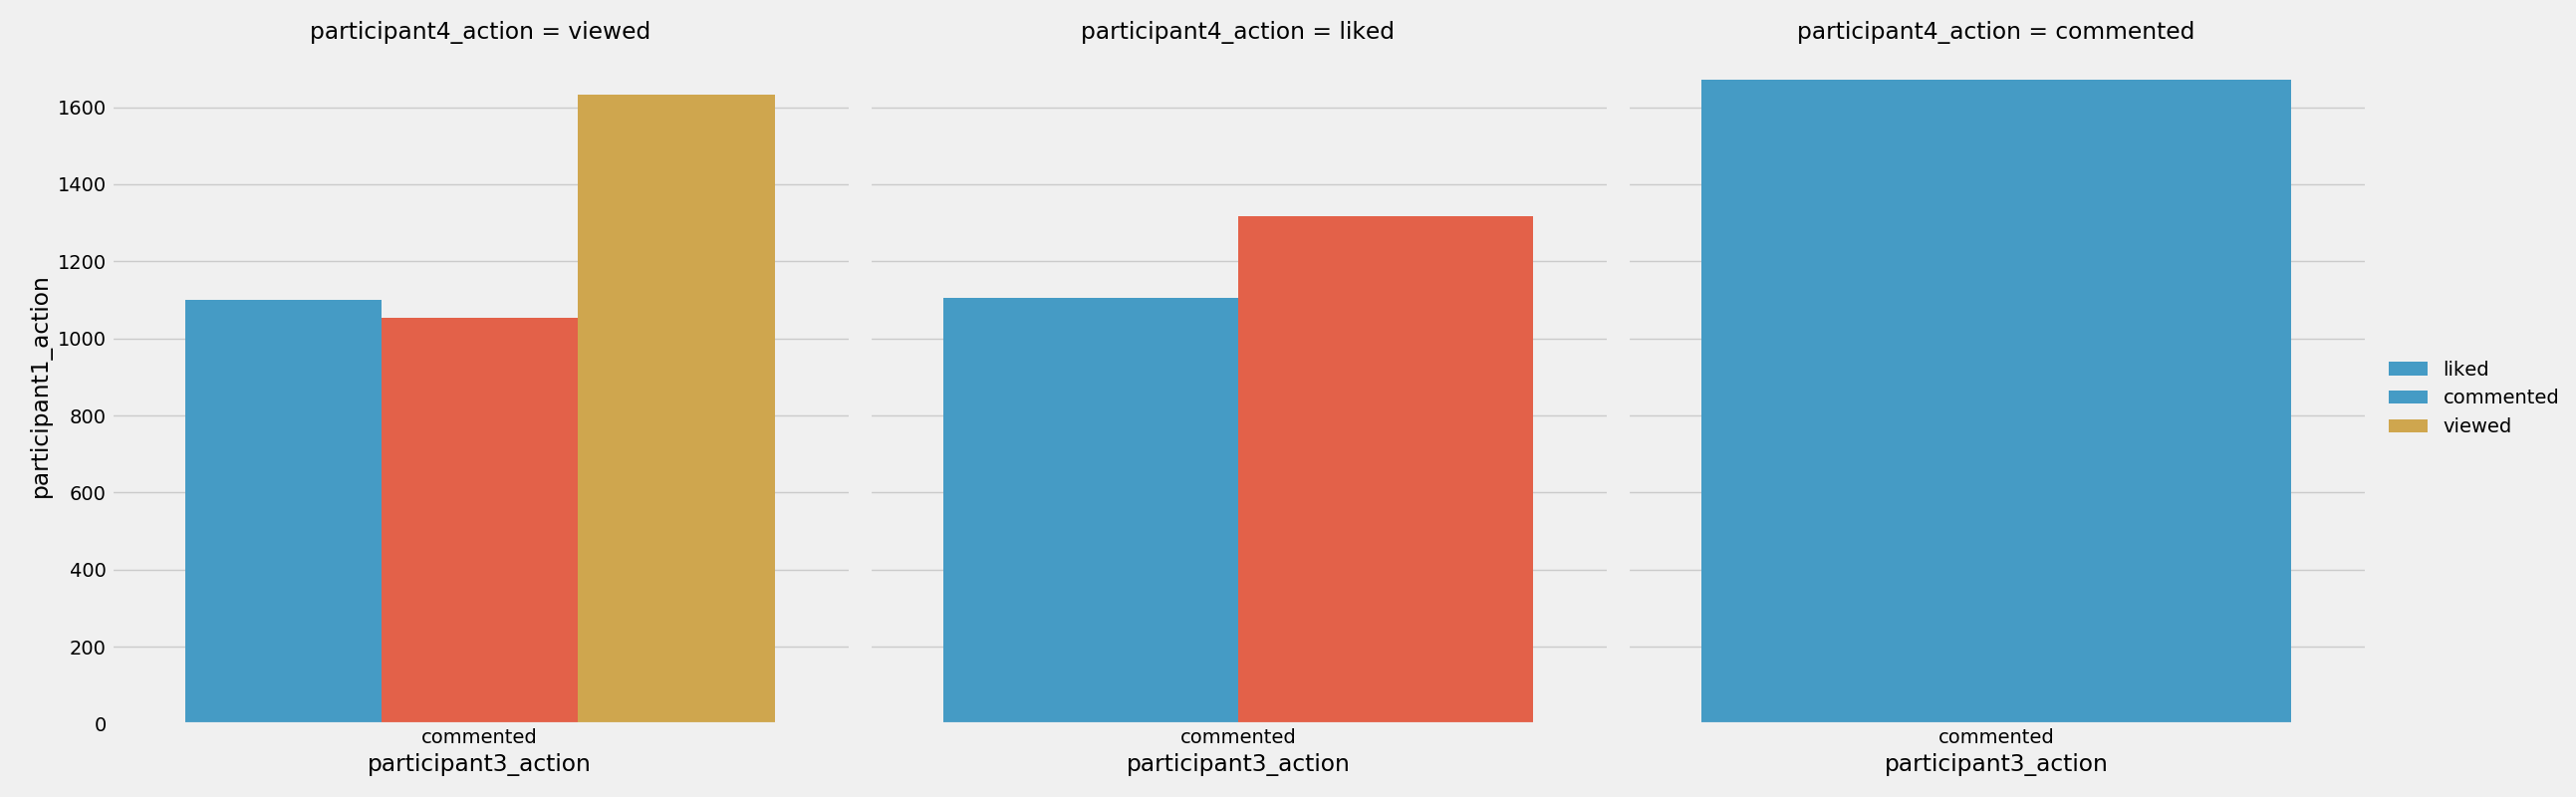 participant4_action = viewed
participant4_action = liked
participant4_action = commented
participant1_action
1600
1400
1200
1000
800
600
400
200
0
commented
commented
commented
participant3_action
participant3_action
participant3_action
liked
commented
viewed